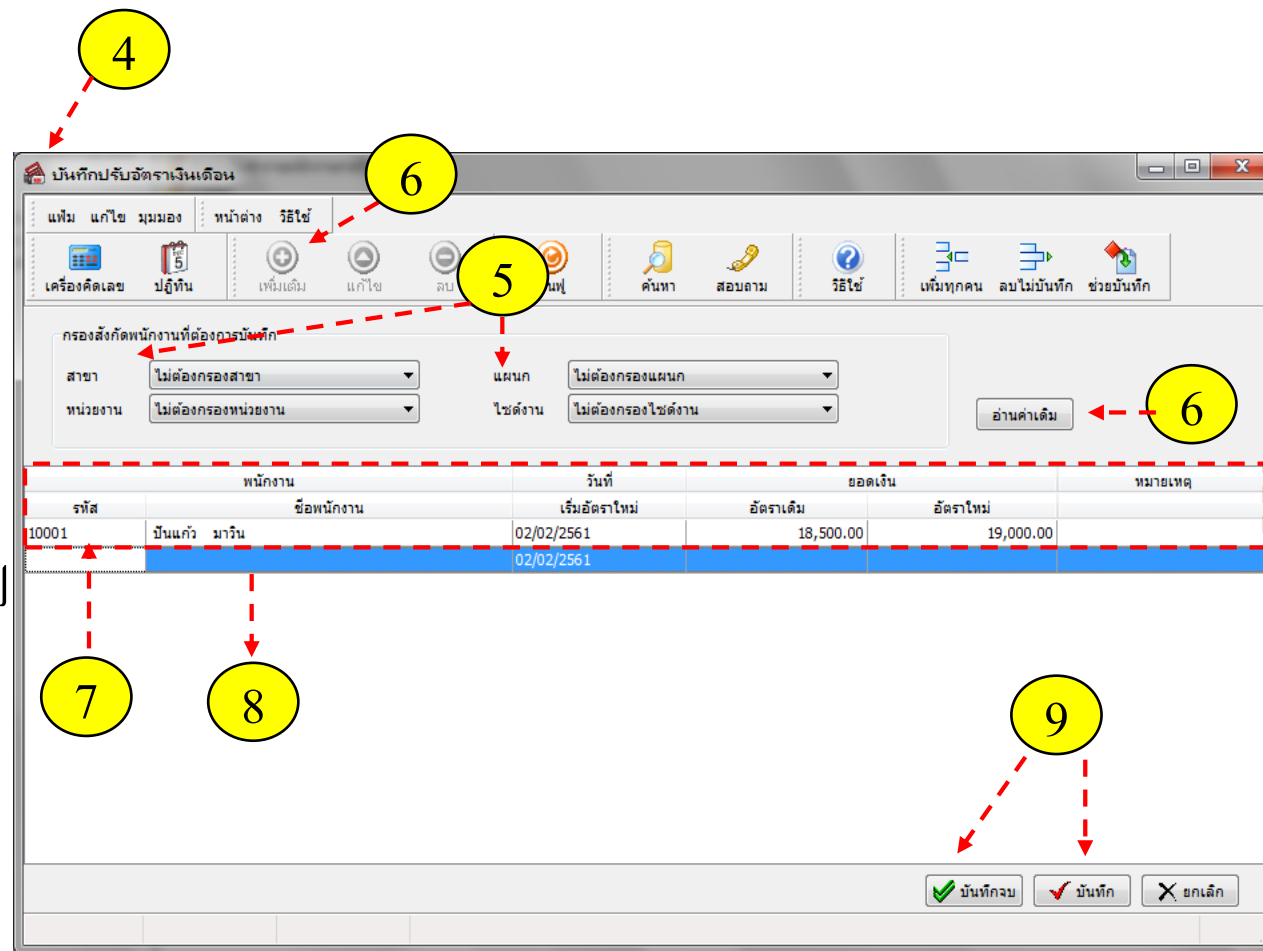 4
6
บันทึกปรับอัตราเงินเดือน
แฟ้ม แก้ไข มุมมอง หน้าต่าง วิธีใช้
5
เครื่องคิดเลข ปฏิทิน เพิ่มเติม แก้ไข ลบ ค้นหา สอบถาม วิธีใช้ เพิ่มทุกคน ลบไม่บันทึก ช่วยบันทึก
กรองสังกัดพนักงานที่ต้องการบันทึก
สาขา ไม่ต้องกรองสาขา แผนก ไม่ต้องกรองแผนก
หน่วยงาน ไม่ต้องกรองหน่วยงาน ไซด์งาน ไม่ต้องกรองไซด์งาน
อ่านค่าเดิม 6
พนักงาน วันที่ ยอดเงิน หมายเหตุ
รหัส ชื่อพนักงาน เริ่มอัตราใหม่ อัตราเดิม อัตราใหม่
10001 ปิ่นแก้ว มาวิน 02/02/2561 18,500.00 19,000.00
02/02/2561
7 8 9
บันทึกจบ บันทึก ยกเลิก